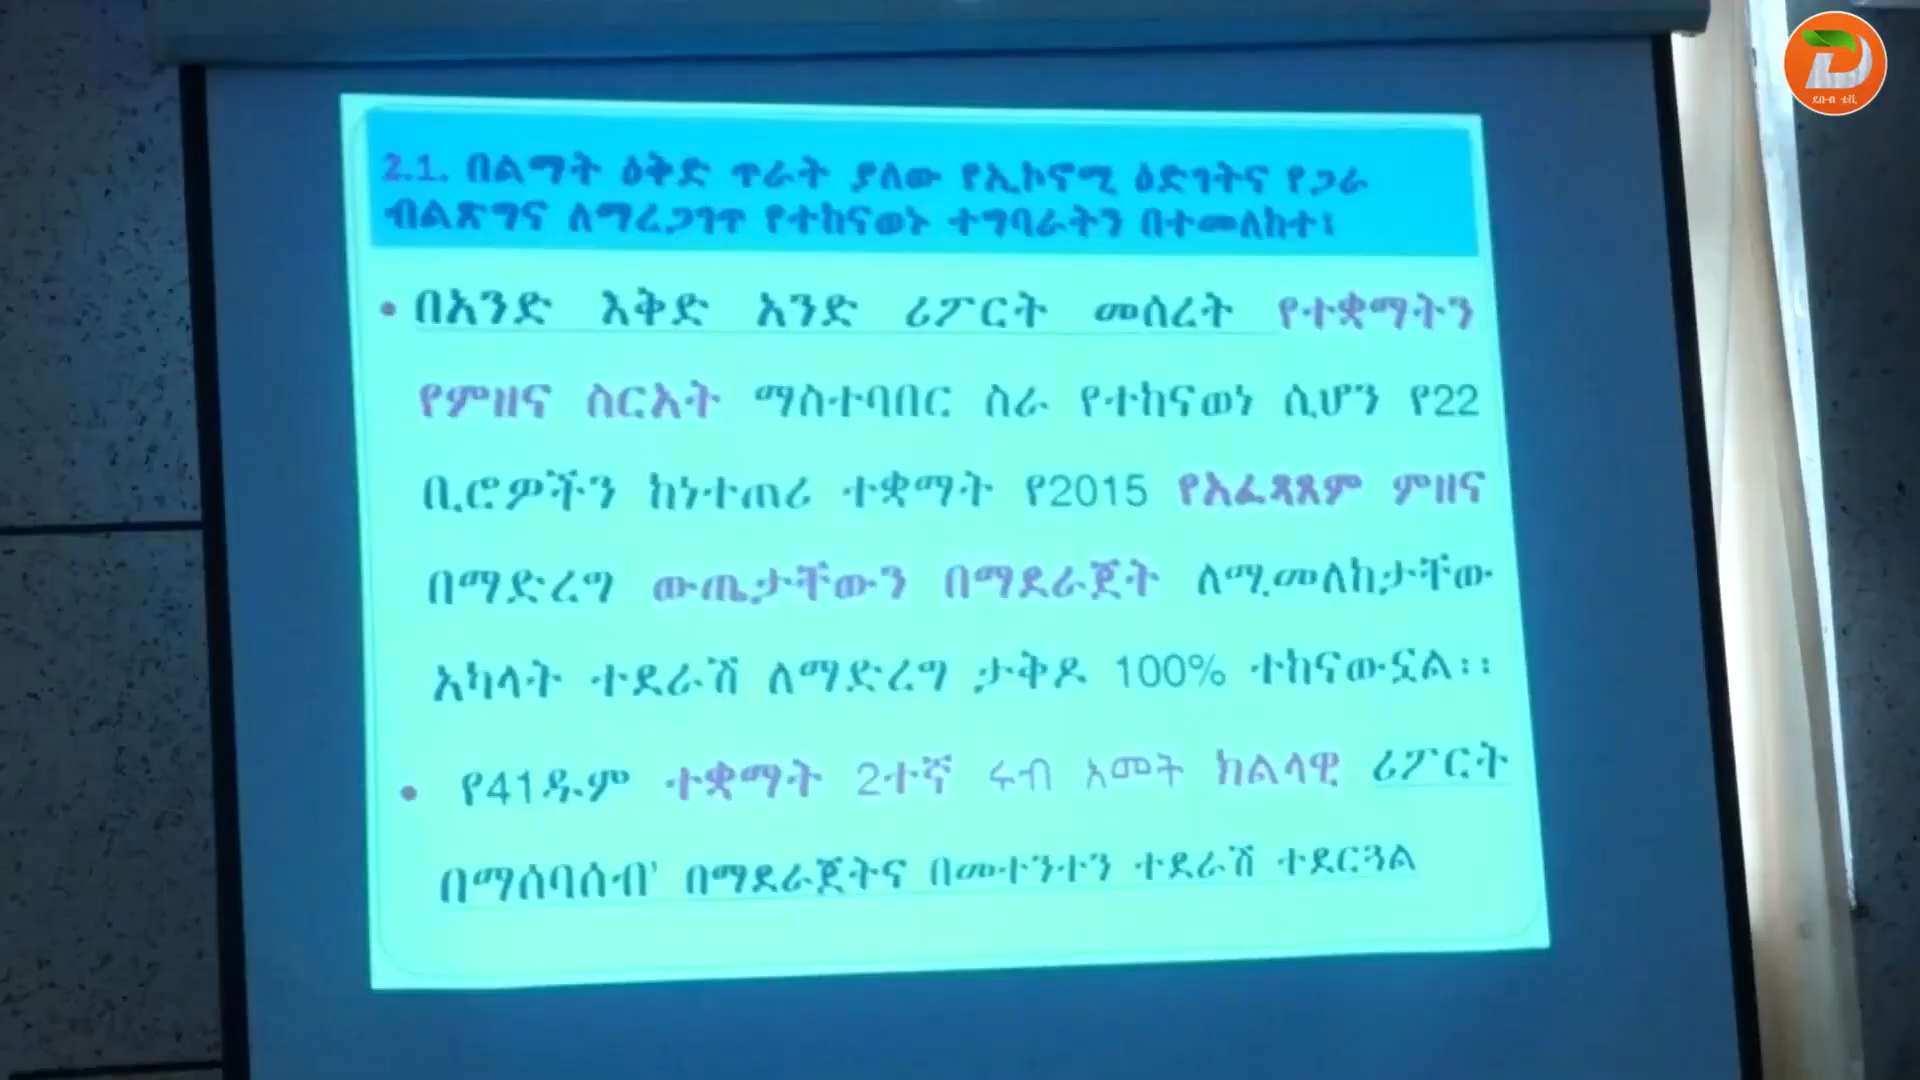 2.1. በልማት ዕቅድ ጥራት ያለው የኢኮኖሚ ዕድገትና የጋራ
ብልጽግና ለማረጋገጥ የተከናወኑ ተግባራትን በተመለከተ፤
• በአንድ እቅድ አንድ ሪፖርት መሰረት የተቋማትን
የምዘና ስርአት ማስተባበር ስራ የተከናወነ ሲሆን የ22
ቢሮዎችን ከነተጠሪ ተቋማት የ2015 የአፈጻጸም ምዘና
በማድረግ ውጤታቸውን በማደራጀት ለሚመለከታቸው
አካላት ተደራሽ ለማድረግ ታቅዶ 100% ተከናውኗል፡፡
• የ41ዱም ተቋማት 2ተኛ ሩብ አመት ክልላዊ ሪፖርት
በማሰባሰብ' በማደራጀትና በመተንተን ተደራሽ ተደርጓል
ደቡብ ቲቪ